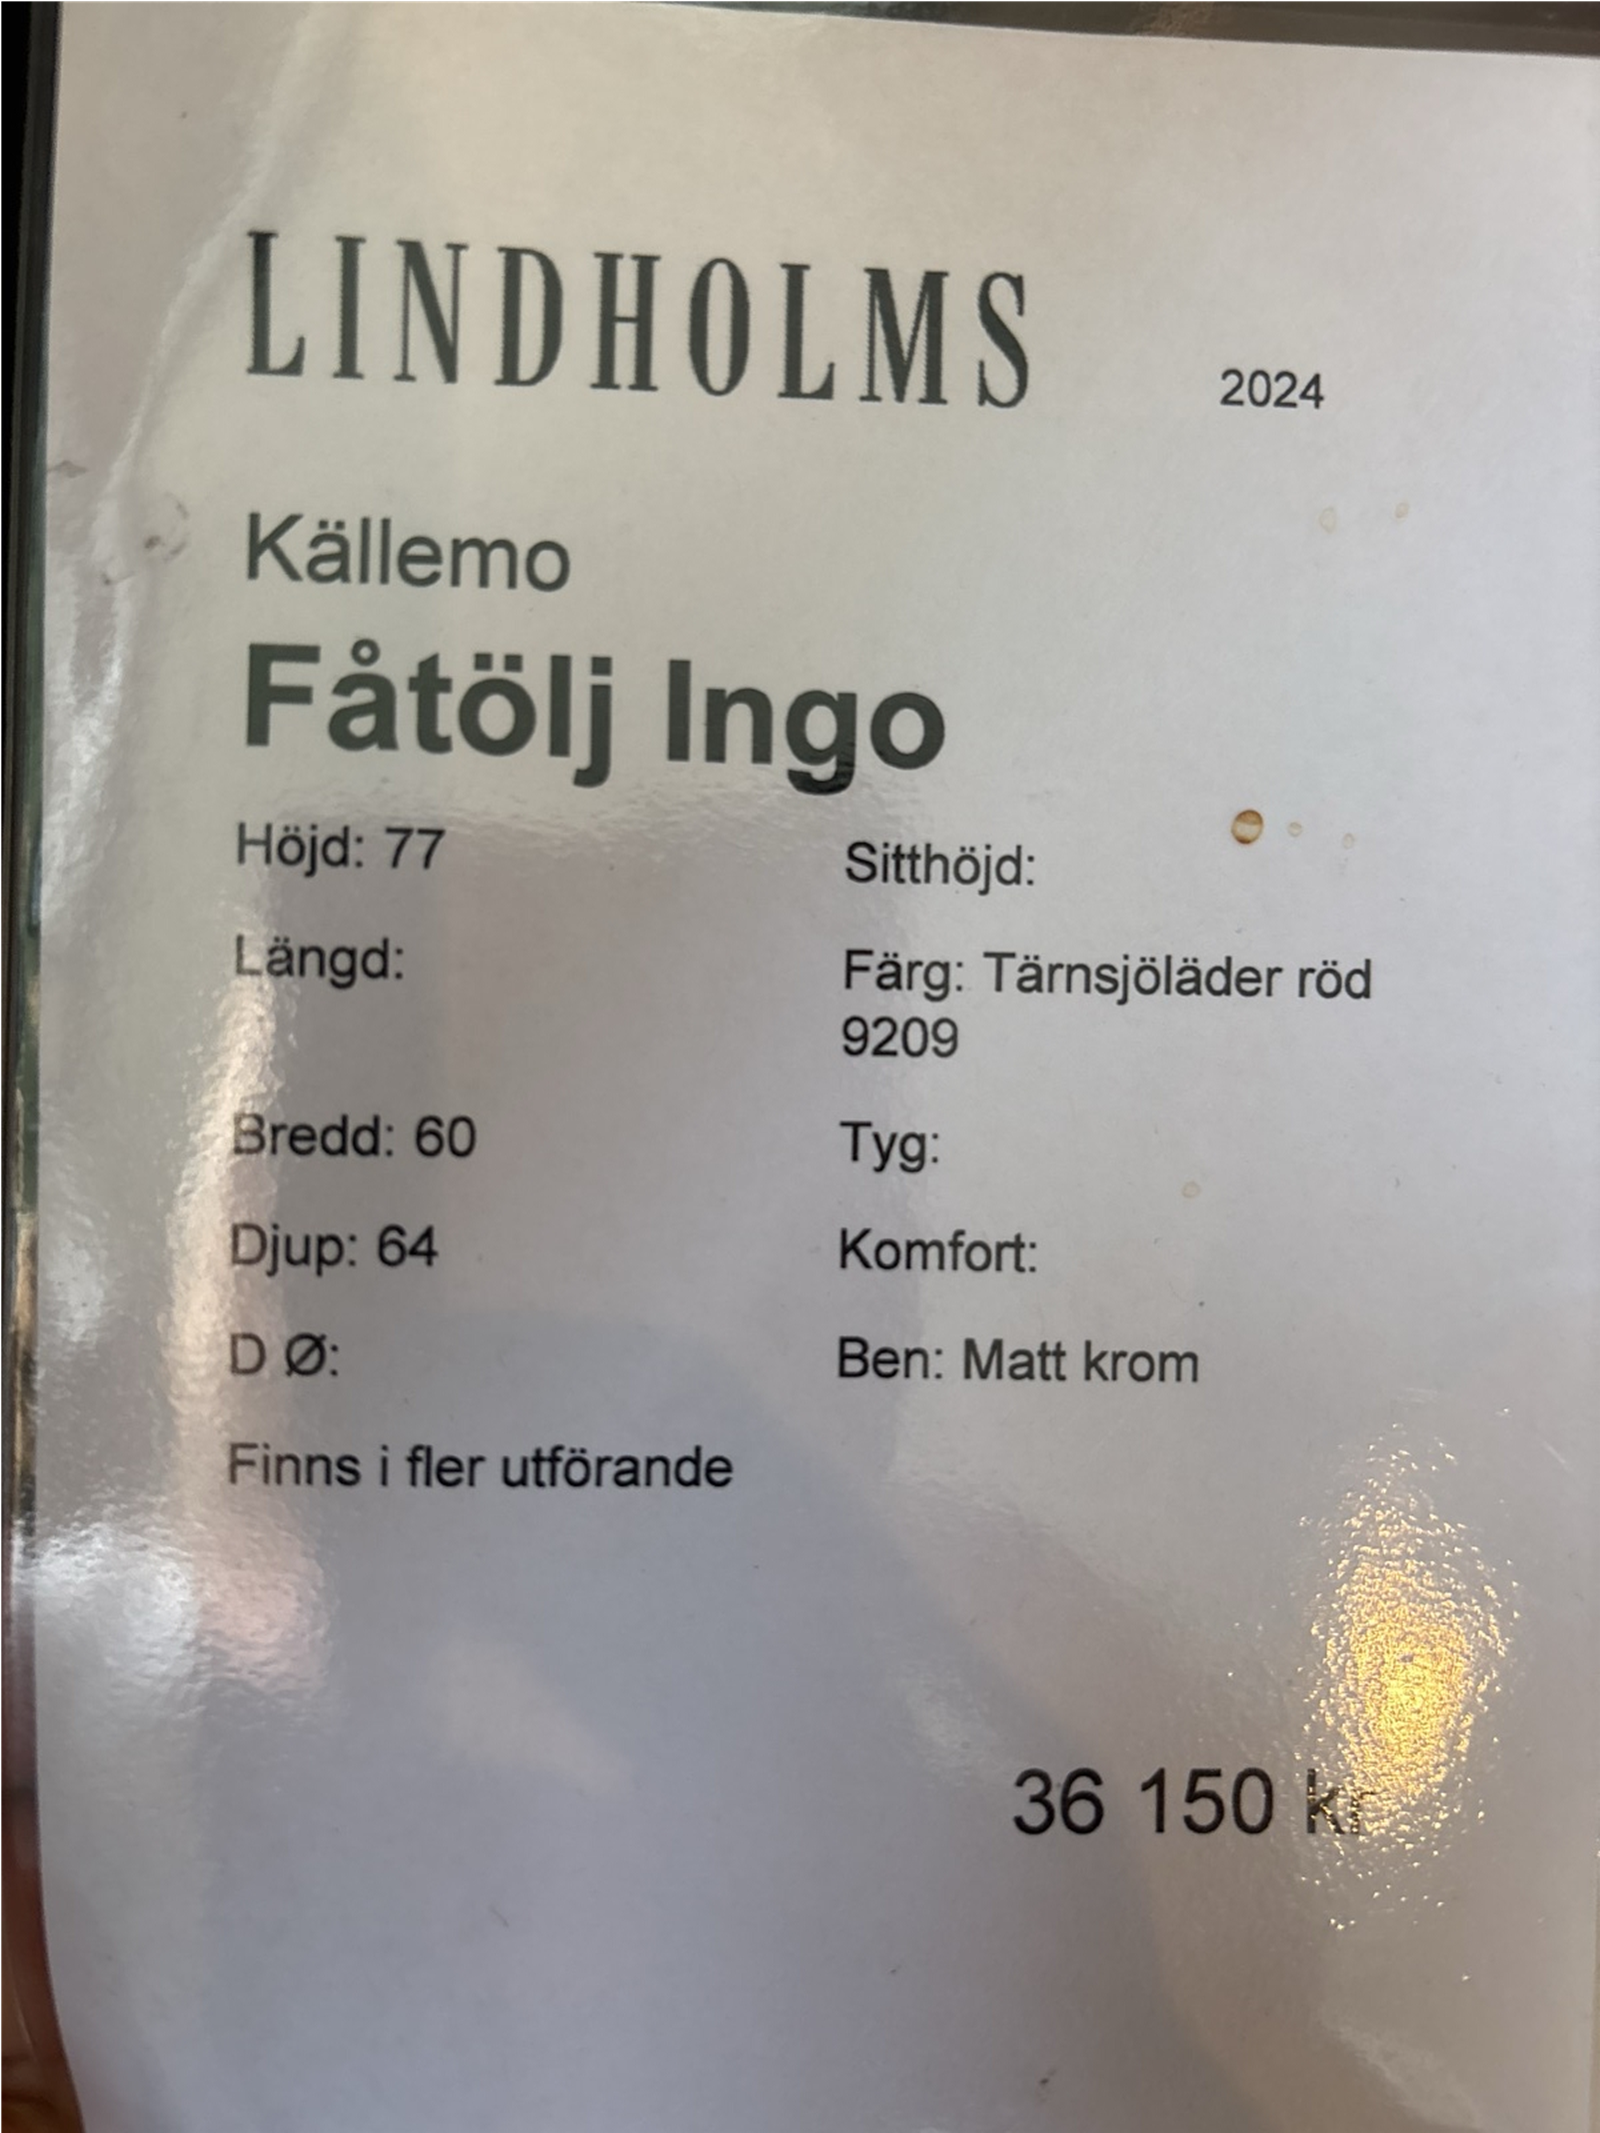 LINDHOLMS 2024
Källemo
Fåtölj Ingo
Höjd: 77
Sitthöjd:
Längd:
Färg: Tärnsjöläder röd
9209
Bredd: 60
Tyg:
Djup: 64
Komfort:
D Ø:
Ben: Matt krom
Finns i fler utförande
36 150 kr